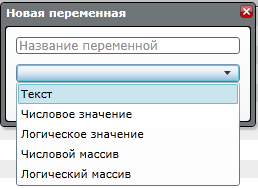 Новая переменная
Название переменной
Текст
Числовое значение
Логическое значение
Числовой массив
Логический массив